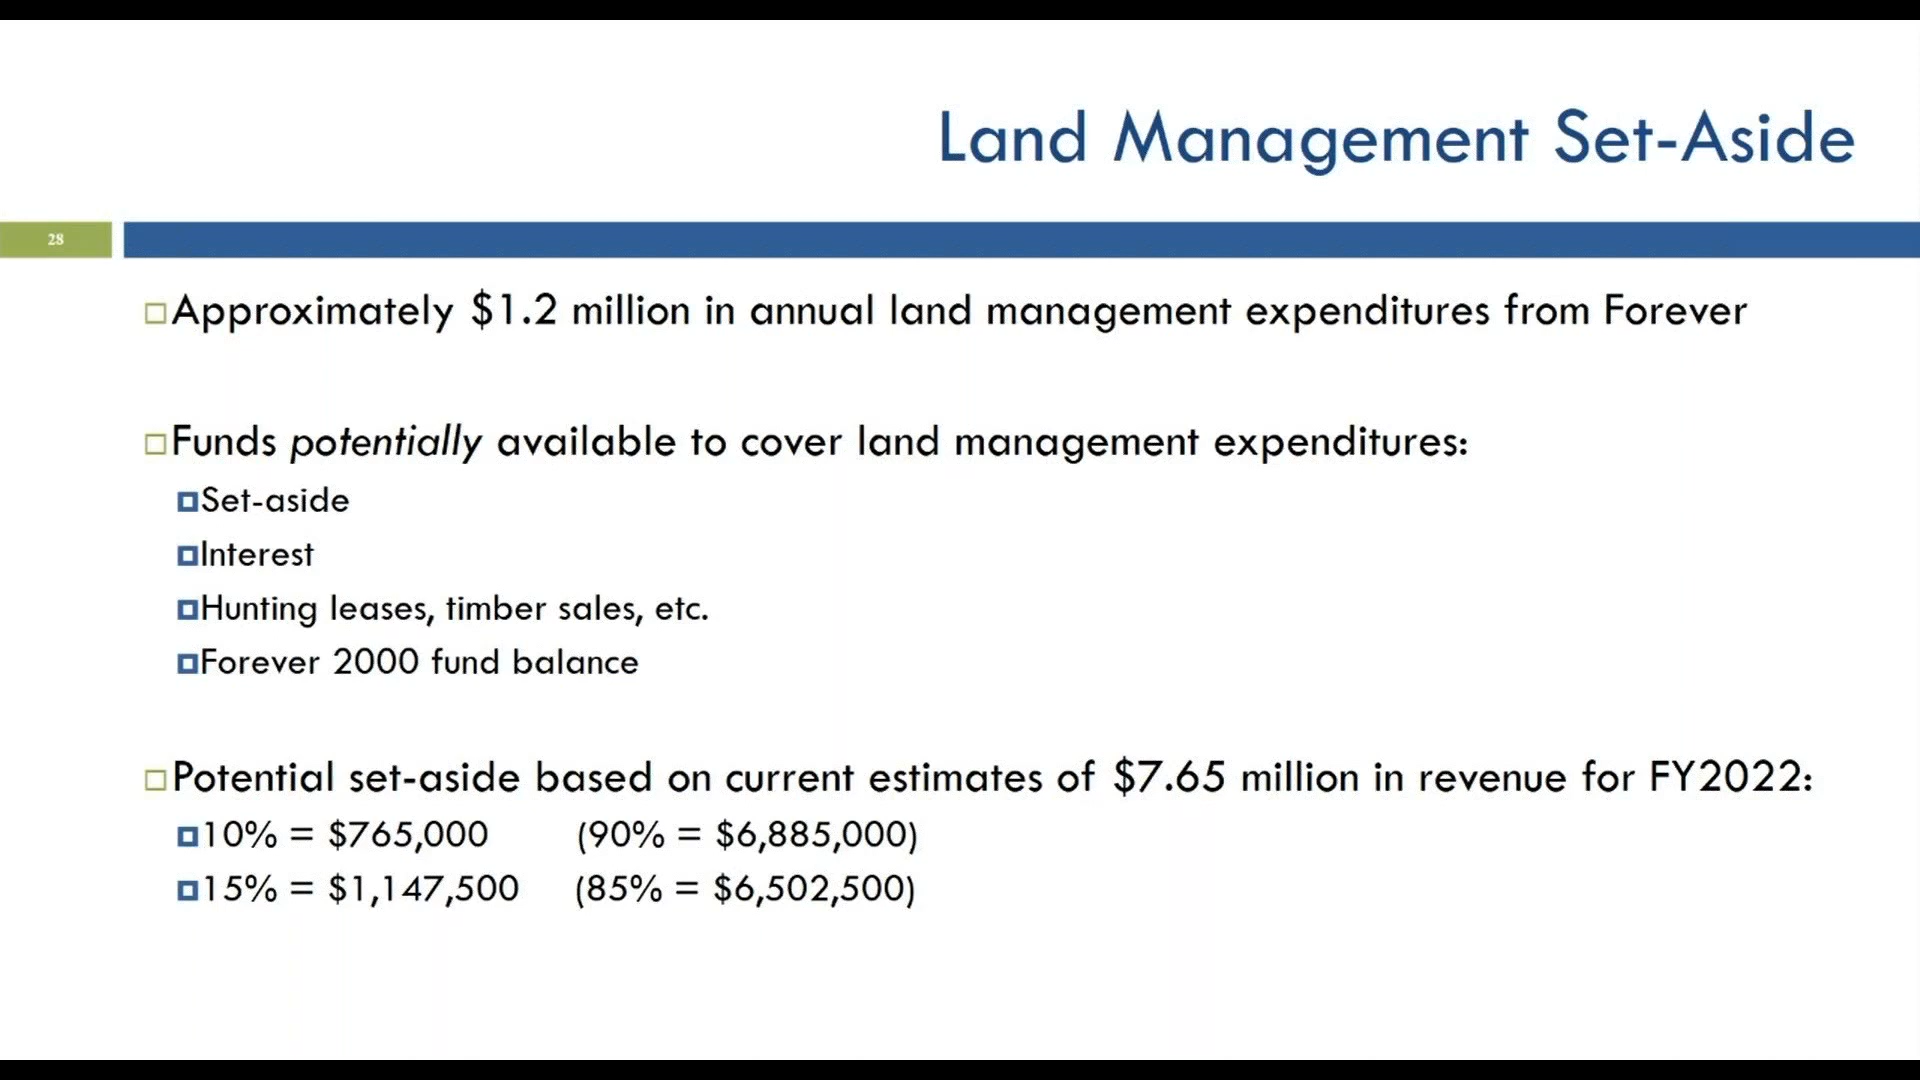 Land Management Set-Aside
28
Approximately $1.2 million in annual land management expenditures from Forever
Funds potentially available to cover land management expenditures:
Set-aside
Interest
Hunting leases, timber sales, etc.
Forever 2000 fund balance
Potential set-aside based on current estimates of $7.65 million in revenue for FY2022:
10% = $765,000 (90% = $6,885,000)
15% = $1,147,500 (85% = $6,502,500)